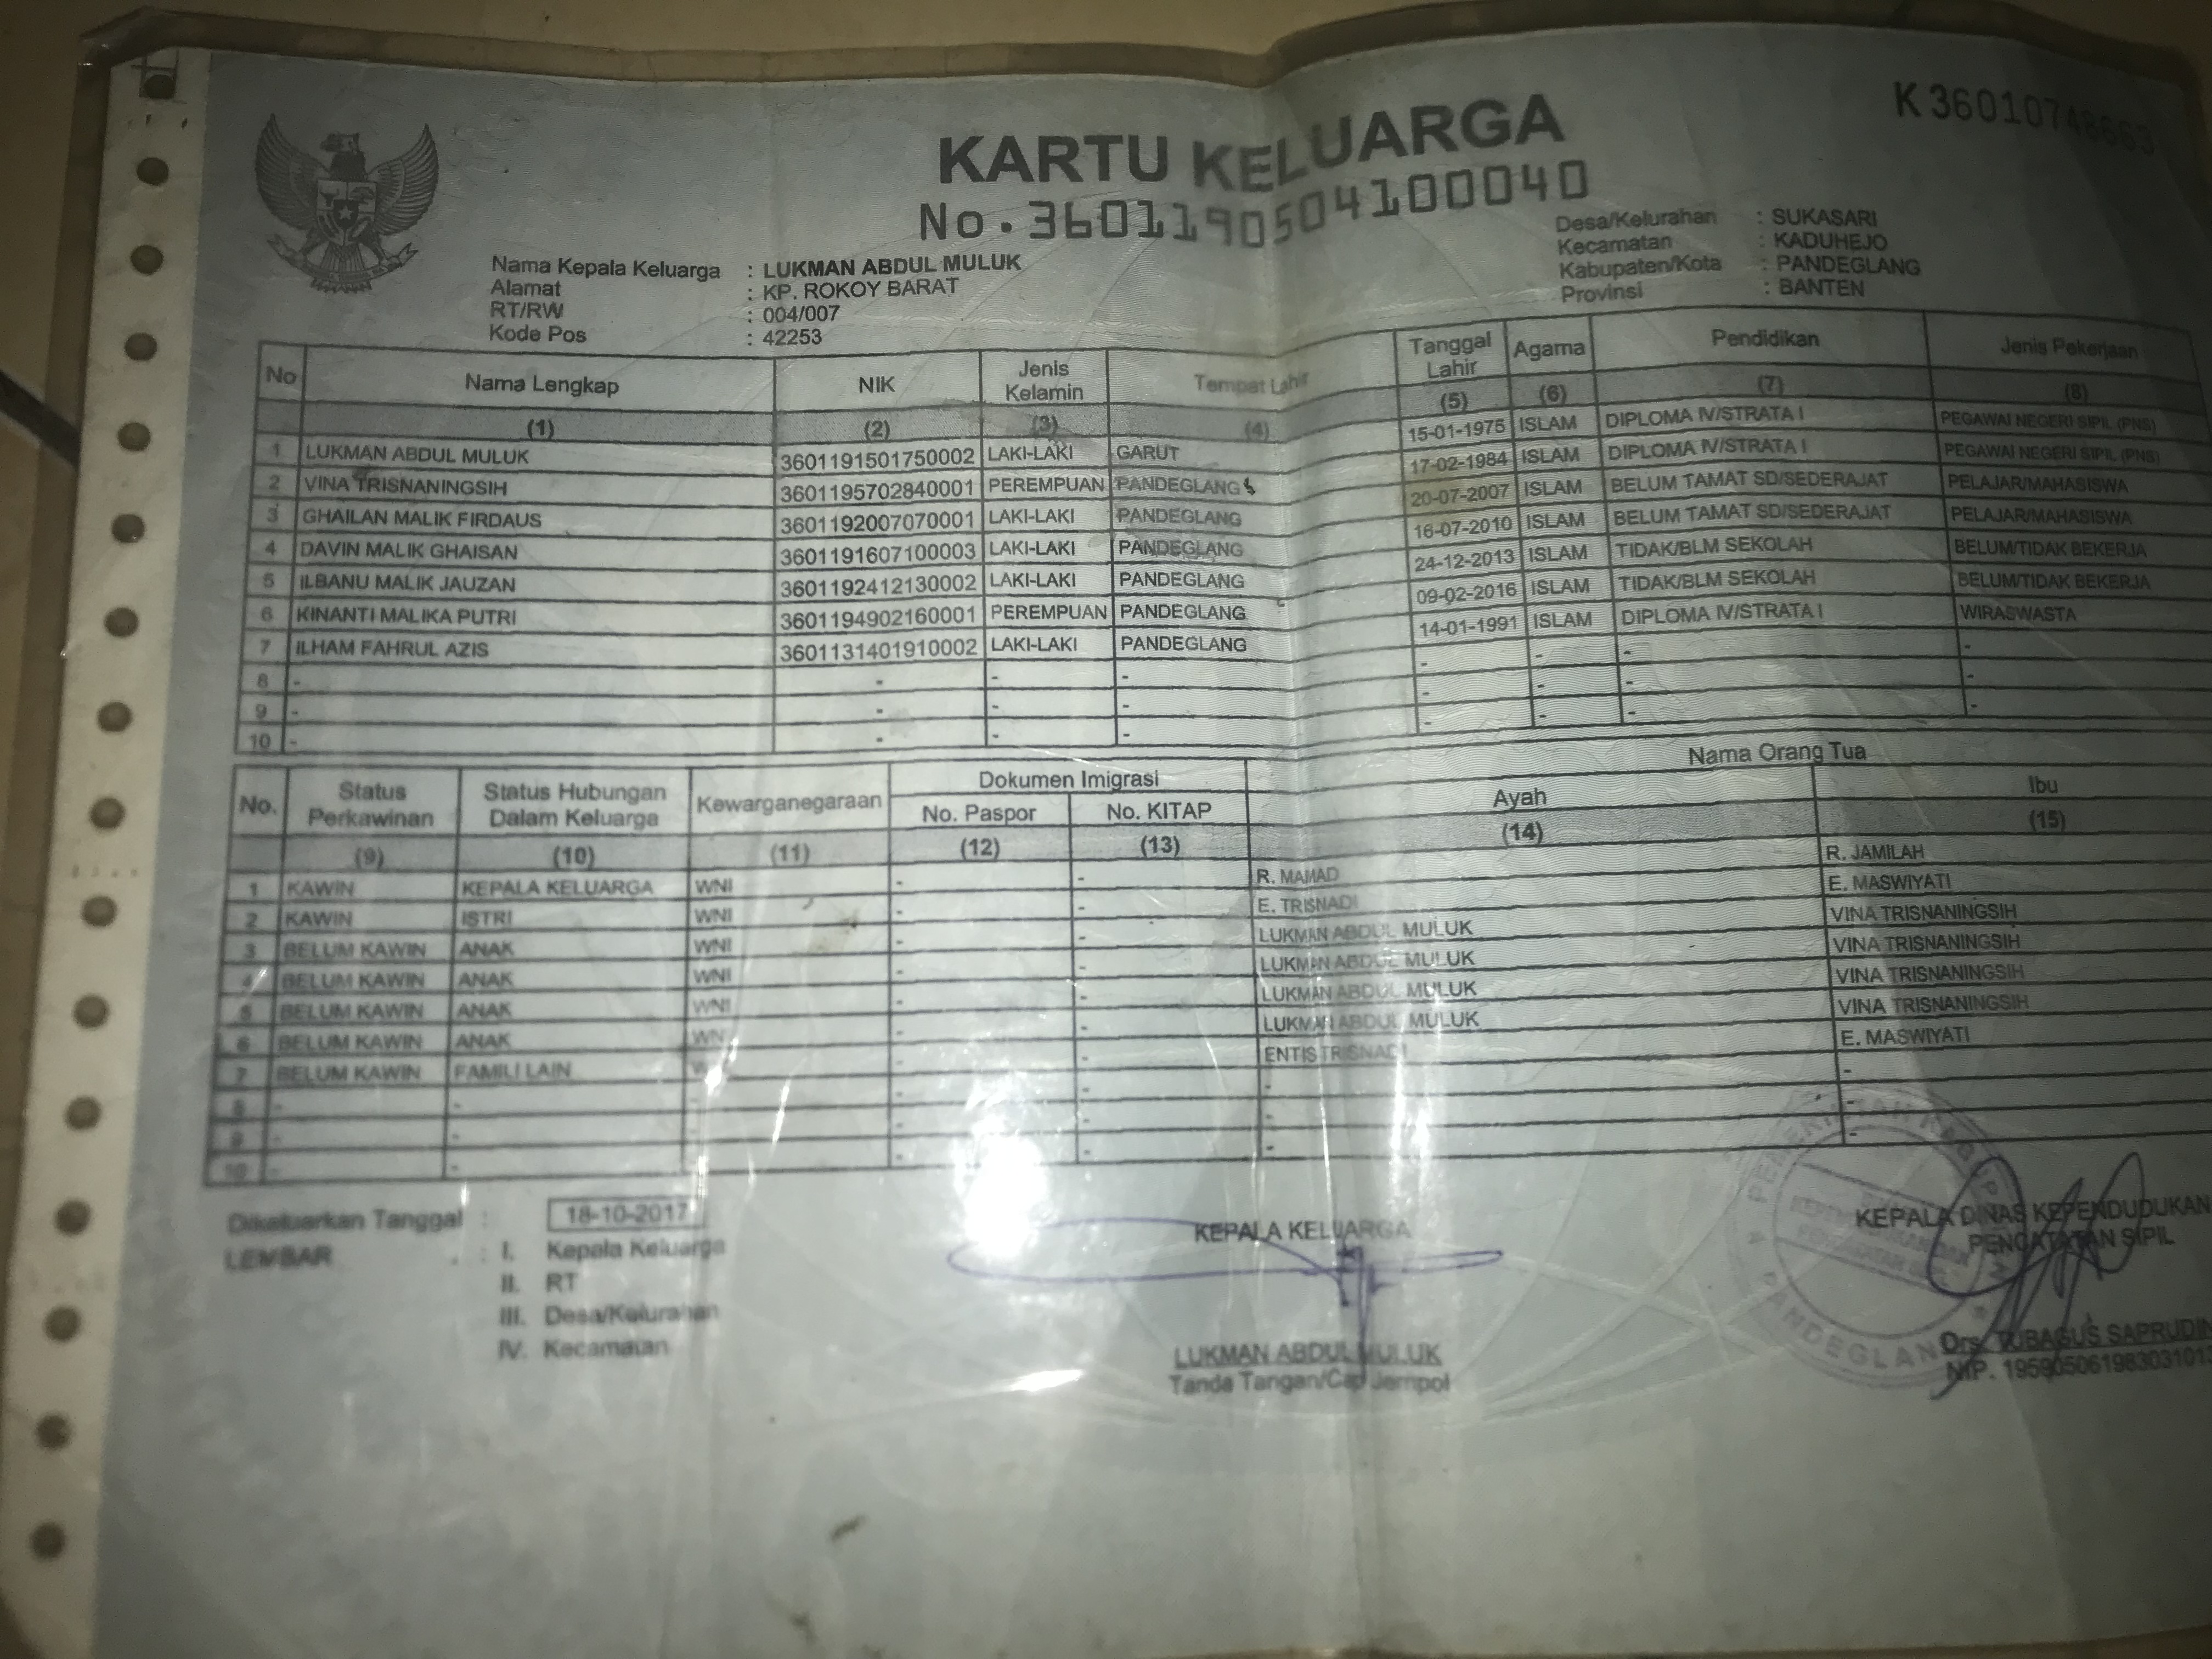 K 36010748663
KARTU KELUARGA
No. 3601190504100040
Nama Kepala Keluarga : LUKMAN ABDUL MULUK
Alamat : KP. ROKOY BARAT
RT/RW : 004/007
Kode Pos : 42253
Desa/Kelurahan : SUKASARI
Kecamatan : KADUHEJO
Kabupaten/Kota : PANDEGLANG
Provinsi : BANTEN
No Nama Lengkap NIK Jenis Kelamin Tempat Lahir Tanggal Lahir Agama Pendidikan Jenis Pekerjaan
(1) (2) (3) (4) (5) (6) (7) (8)
1 LUKMAN ABDUL MULUK 3601191501750002 LAKI-LAKI GARUT 15-01-1975 ISLAM DIPLOMA IV/STRATA I PEGAWAI NEGERI SIPIL (PNS)
2 VINA TRISNANINGSIH 3601195702840001 PEREMPUAN PANDEGLANG 17-02-1984 ISLAM DIPLOMA IV/STRATA I PEGAWAI NEGERI SIPIL (PNS)
3 GHAILAN MALIK FIRDAUS 3601192007070001 LAKI-LAKI PANDEGLANG 20-07-2007 ISLAM BELUM TAMAT SD/SEDERAJAT PELAJAR/MAHASISWA
4 DAVIN MALIK GHAISAN 3601191607100003 LAKI-LAKI PANDEGLANG 16-07-2010 ISLAM BELUM TAMAT SD/SEDERAJAT PELAJAR/MAHASISWA
5 ILBANU MALIK JAUZAN 3601192412130002 LAKI-LAKI PANDEGLANG 24-12-2013 ISLAM TIDAK/BLM SEKOLAH BELUM/TIDAK BEKERJA
6 KINANTI MALIKA PUTRI 3601194902160001 PEREMPUAN PANDEGLANG 09-02-2016 ISLAM TIDAK/BLM SEKOLAH BELUM/TIDAK BEKERJA
7 ILHAM FAHRUL AZIS 3601131401910002 LAKI-LAKI PANDEGLANG 14-01-1991 ISLAM DIPLOMA IV/STRATA I WIRASWASTA
8 - - - - - - - -
9 - - - - - - - -
10 - - - - - - - -
No. Status Perkawinan Status Hubungan Dalam Keluarga Kewarganegaraan Dokumen Imigrasi Nama Orang Tua
No. Paspor No. KITAP Ayah Ibu
(9) (10) (11) (12) (13) (14) (15)
1 KAWIN KEPALA KELUARGA WNI - - R. MAMAD R. JAMILAH
2 KAWIN ISTRI WNI - - E. TRISNADI E. MASWIYATI
3 BELUM KAWIN ANAK WNI - - LUKMAN ABDUL MULUK VINA TRISNANINGSIH
4 BELUM KAWIN ANAK WNI - - LUKMAN ABDUL MULUK VINA TRISNANINGSIH
5 BELUM KAWIN ANAK WNI - - LUKMAN ABDUL MULUK VINA TRISNANINGSIH
6 BELUM KAWIN ANAK WNI - - LUKMAN ABDUL MULUK VINA TRISNANINGSIH
7 BELUM KAWIN FAMILI LAIN - - ENTIS TRISNADI E. MASWIYATI
8 - - - - - - -
9 - - - - - - -
10 - - - - - - -
Dikeluarkan Tanggal : 18-10-2017
LEMBAR : I. Kepala Keluarga
II. RT
III. Desa/Kelurahan
IV. Kecamatan
KEPALA KELUARGA
LUKMAN ABDUL MULUK
Tanda Tangan/Cap Jempol
KEPALA DINAS KEPENDUDUKAN
PENCATATAN SIPIL
SAPRUDIN